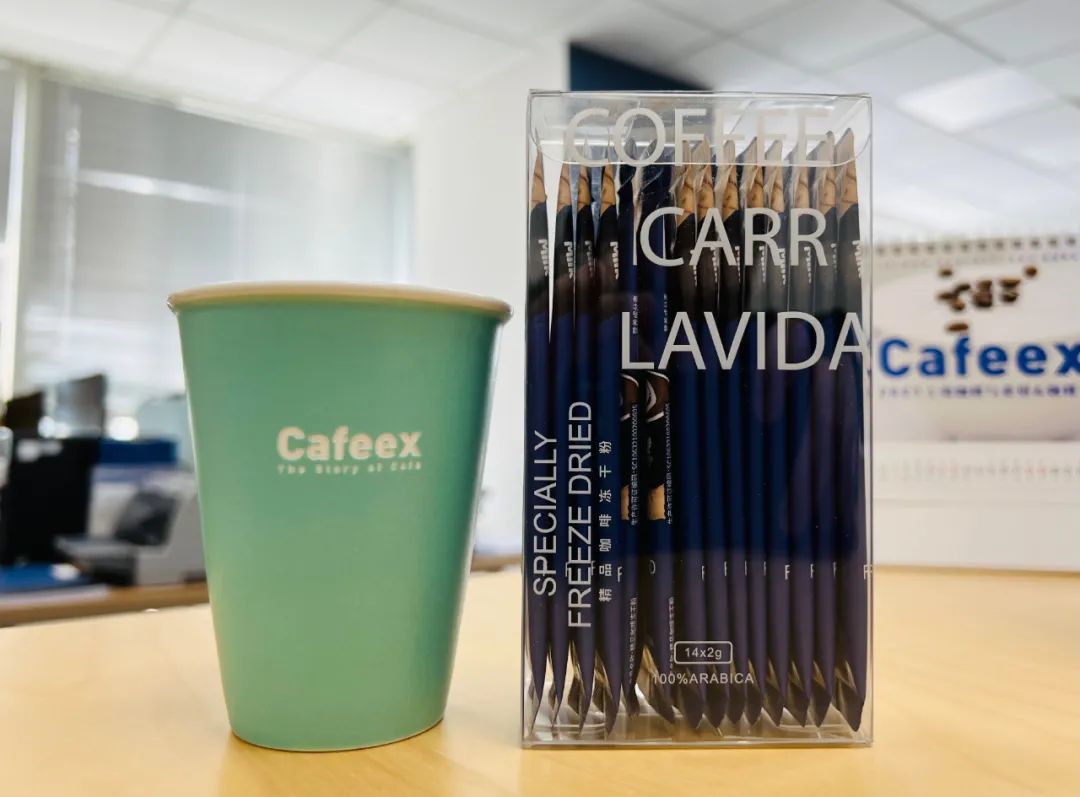 COFFEE
CARR
LAVIDA
SPECIALLY
FREEZE DRIED
精品咖啡冻干粉
14x2g
100%ARABICA
Cafeex
The Story of Cafe
Cafeex